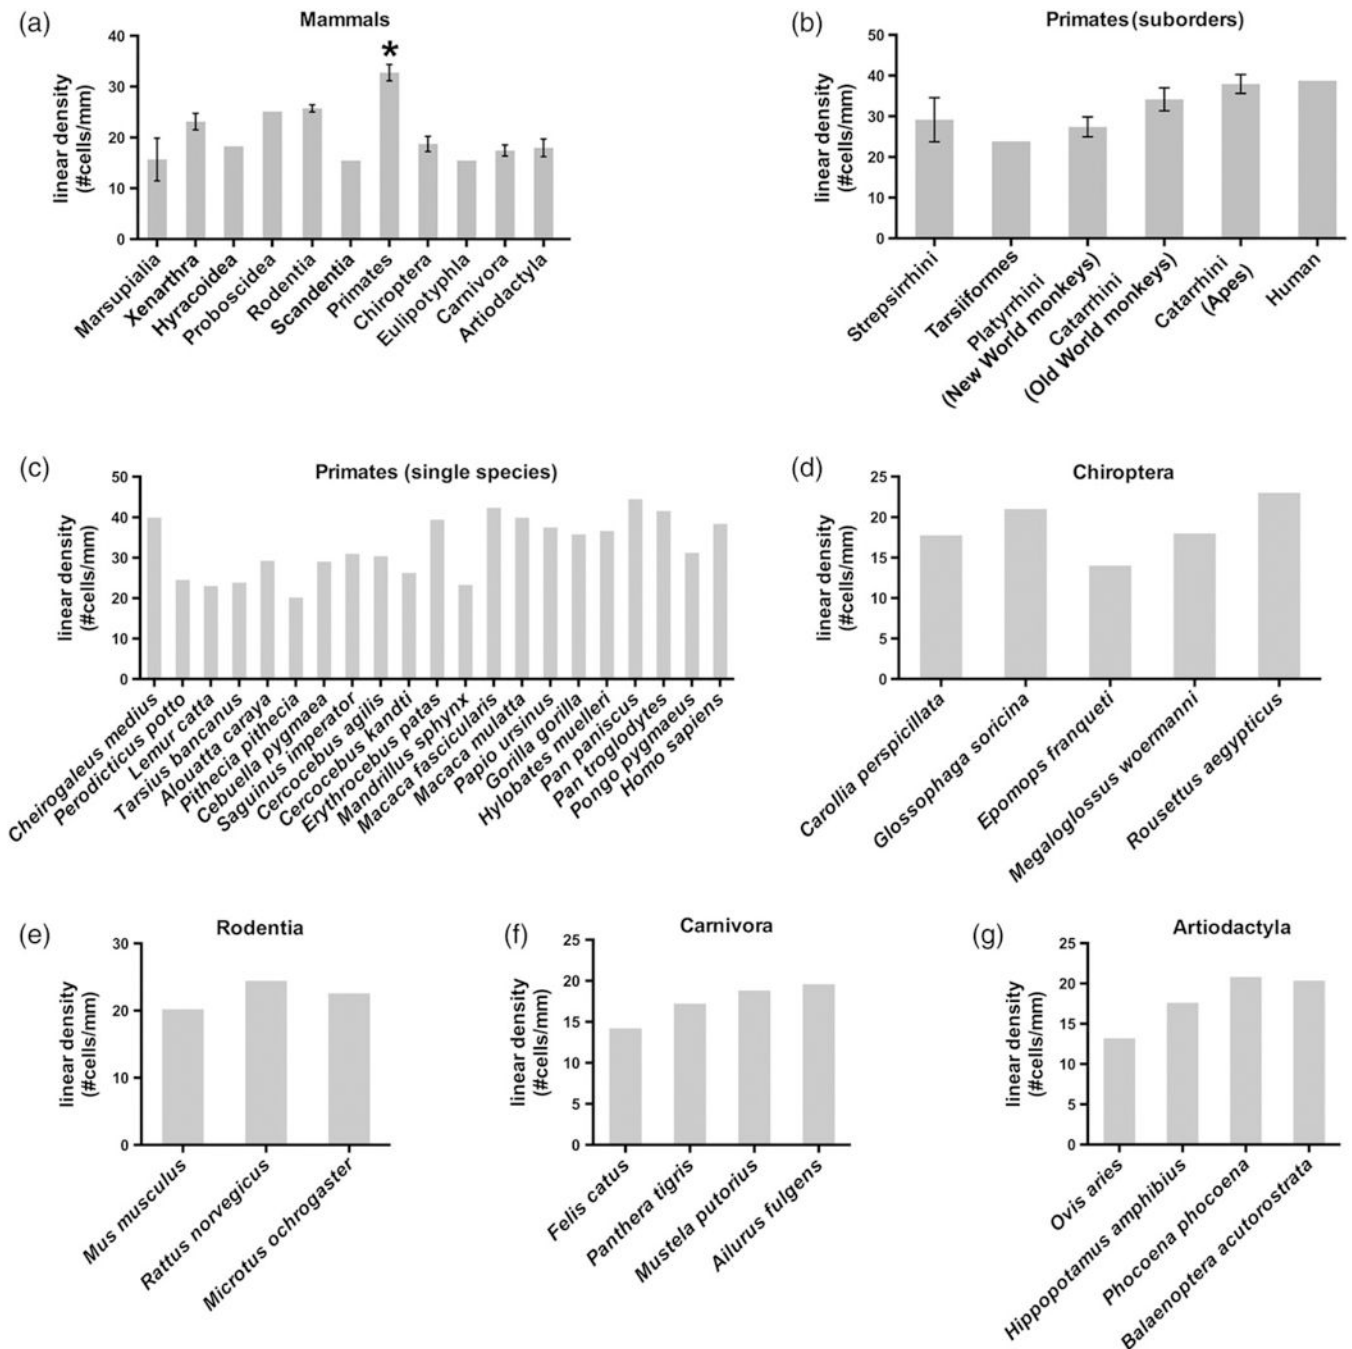 (a)
Mammals
linear density
(#cells/mm)
40
30
20
10
0
*
Marsupialia
Xenarthra
Hyracoidea
Proboscidea
Rodentia
Scandentia
Primates
Chiroptera
Eulipotyphla
Carnivora
Artiodactyla
(b)
Primates (suborders)
linear density
(#cells/mm)
50
40
30
20
10
0
Strepsirrhini
Tarsiiformes
Platyrrhini
(New World monkeys)
Catarrhini
(Old World monkeys)
Catarrhini
(Apes)
Human
(c)
Primates (single species)
linear density
(#cells/mm)
50
40
30
20
10
0
Cheirogaleus medius
Perodicticus potto
Lemur catta
Tarsius bancanus
Alouatta caraya
Pithecia pithecia
Cebuella pygmaea
Saguinus imperator
Cercocebus agilis
Cercocebus kandti
Erythrocebus patas
Mandrillus sphynx
Macaca fascicularis
Macaca mulatta
Papio ursinus
Gorilla gorilla
Hylobates muelleri
Pan paniscus
Pan troglodytes
Pongo pygmaeus
Homo sapiens
(d)
Chiroptera
linear density
(#cells/mm)
25
20
15
10
5
0
Carollia perspicillata
Glossophaga soricina
Epomops franqueti
Megaloglossus woermanni
Rousettus aegypticus
(e)
Rodentia
linear density
(#cells/mm)
30
20
10
0
Mus musculus
Rattus norvegicus
Microtus ochrogaster
(f)
Carnivora
linear density
(#cells/mm)
25
20
15
10
5
0
Felis catus
Panthera tigris
Mustela putorius
Ailurus fulgens
(g)
Artiodactyla
linear density
(#cells/mm)
25
20
15
10
5
0
Ovis aries
Hippopotamus amphibius
Phocoena phocoena
Balaenoptera acutorostrata